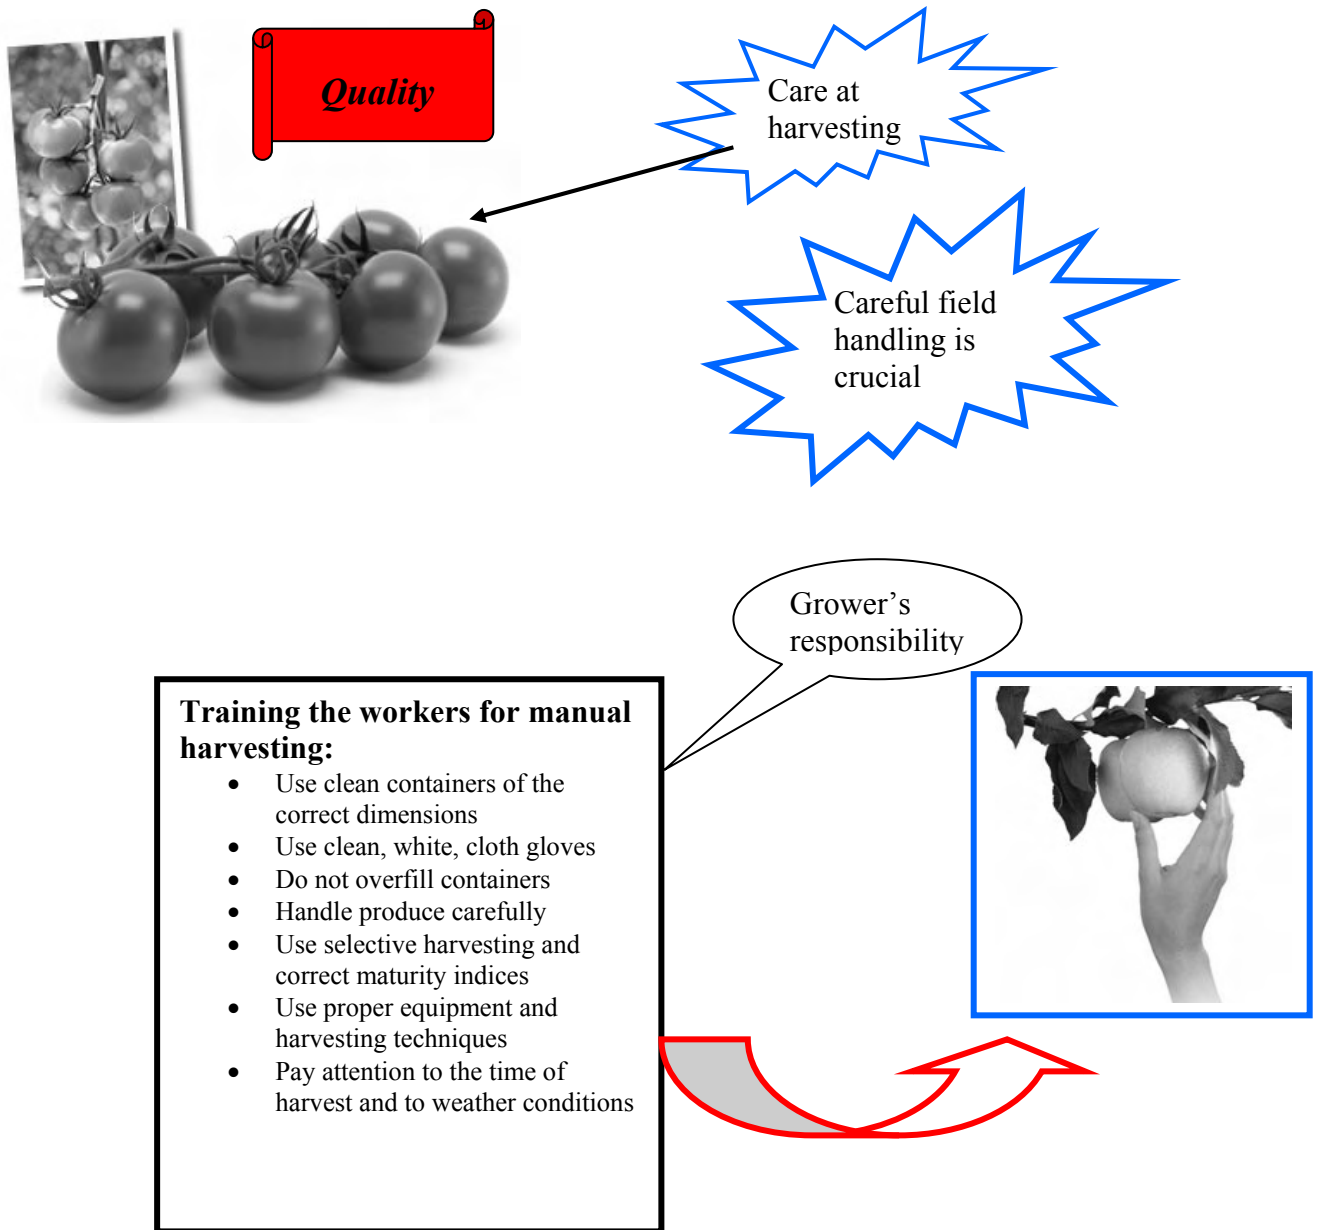 Quality
Care at
harvesting
Careful field
handling is
crucial
Grower’s
responsibility
Training the workers for manual
harvesting:
• Use clean containers of the
correct dimensions
• Use clean, white, cloth gloves
• Do not overfill containers
• Handle produce carefully
• Use selective harvesting and
correct maturity indices
• Use proper equipment and
harvesting techniques
• Pay attention to the time of
harvest and to weather conditions